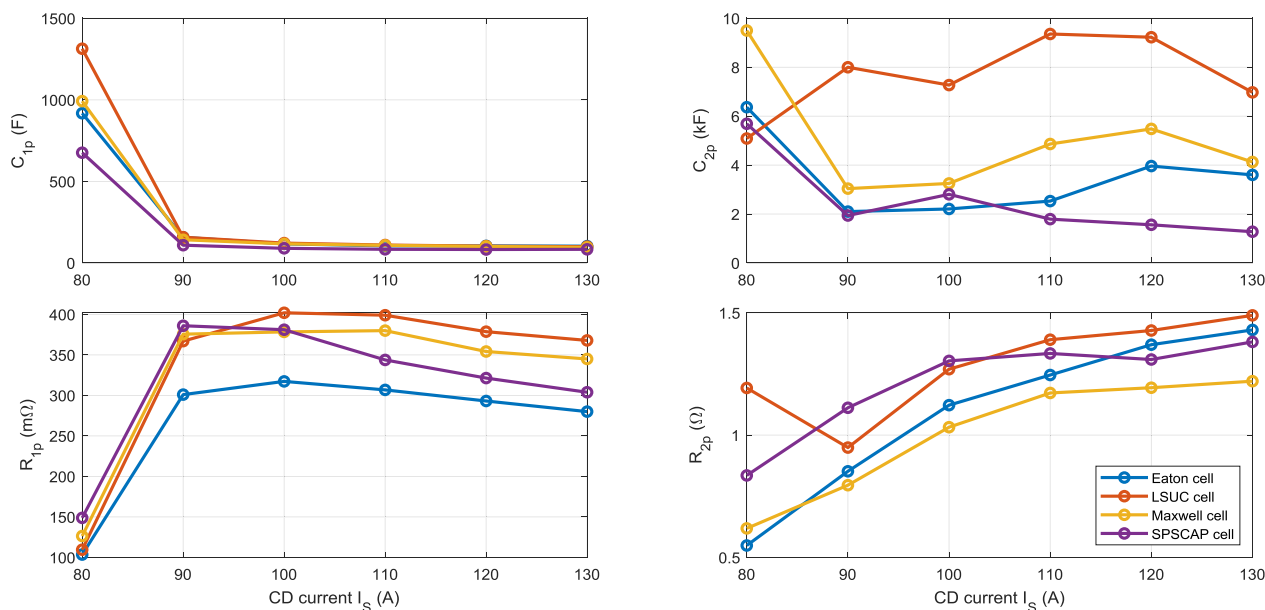 1500
1000
500
0
C1p (F)
80 90 100 110 120 130
10
8
6
4
2
0
C2p (kF)
80 90 100 110 120 130
400
350
300
250
200
150
100
R1p (mΩ)
80 90 100 110 120 130
CD current IS (A)
1.5
1
0.5
R2p (Ω)
Eaton cell
LSUC cell
Maxwell cell
SPSCAP cell
80 90 100 110 120 130
CD current IS (A)